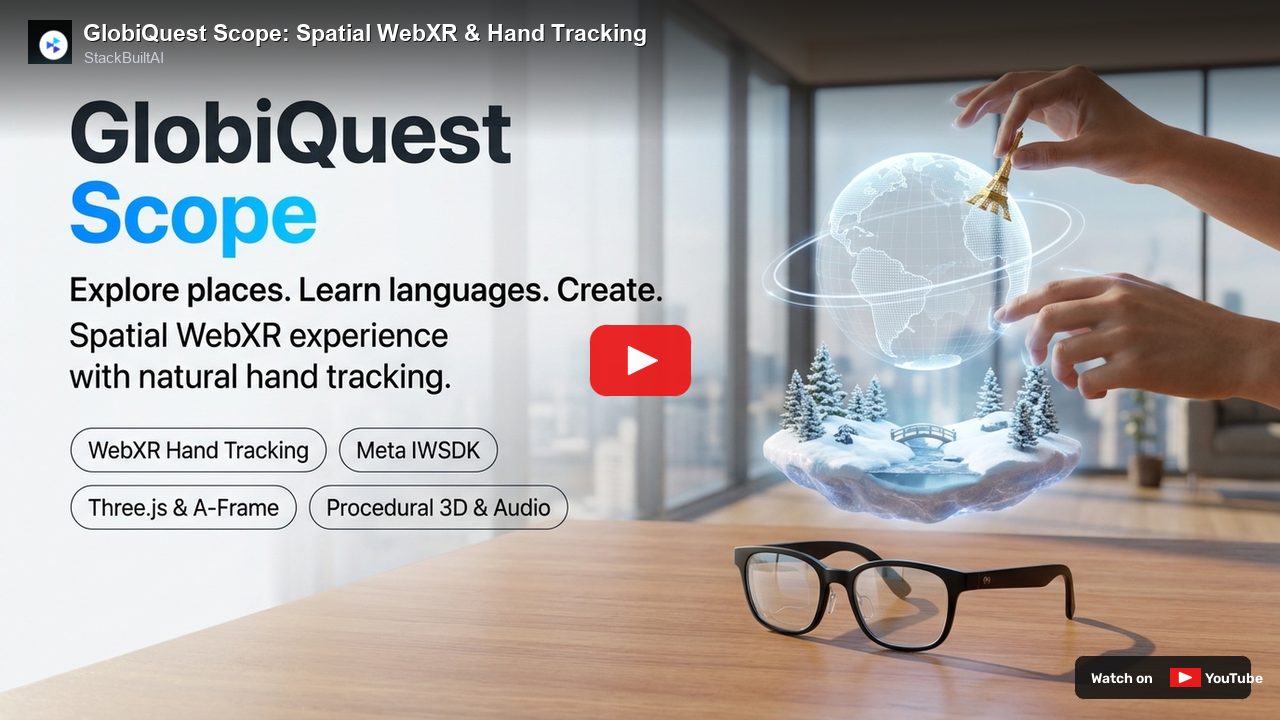 GlobiQuest Scope: Spatial WebXR & Hand Tracking
StackBuiltAI
GlobiQuest
Scope
Explore places. Learn languages. Create.
Spatial WebXR experience
with natural hand tracking.
WebXR Hand Tracking
Meta IWSDK
Three.js & A-Frame
Procedural 3D & Audio
Watch on YouTube